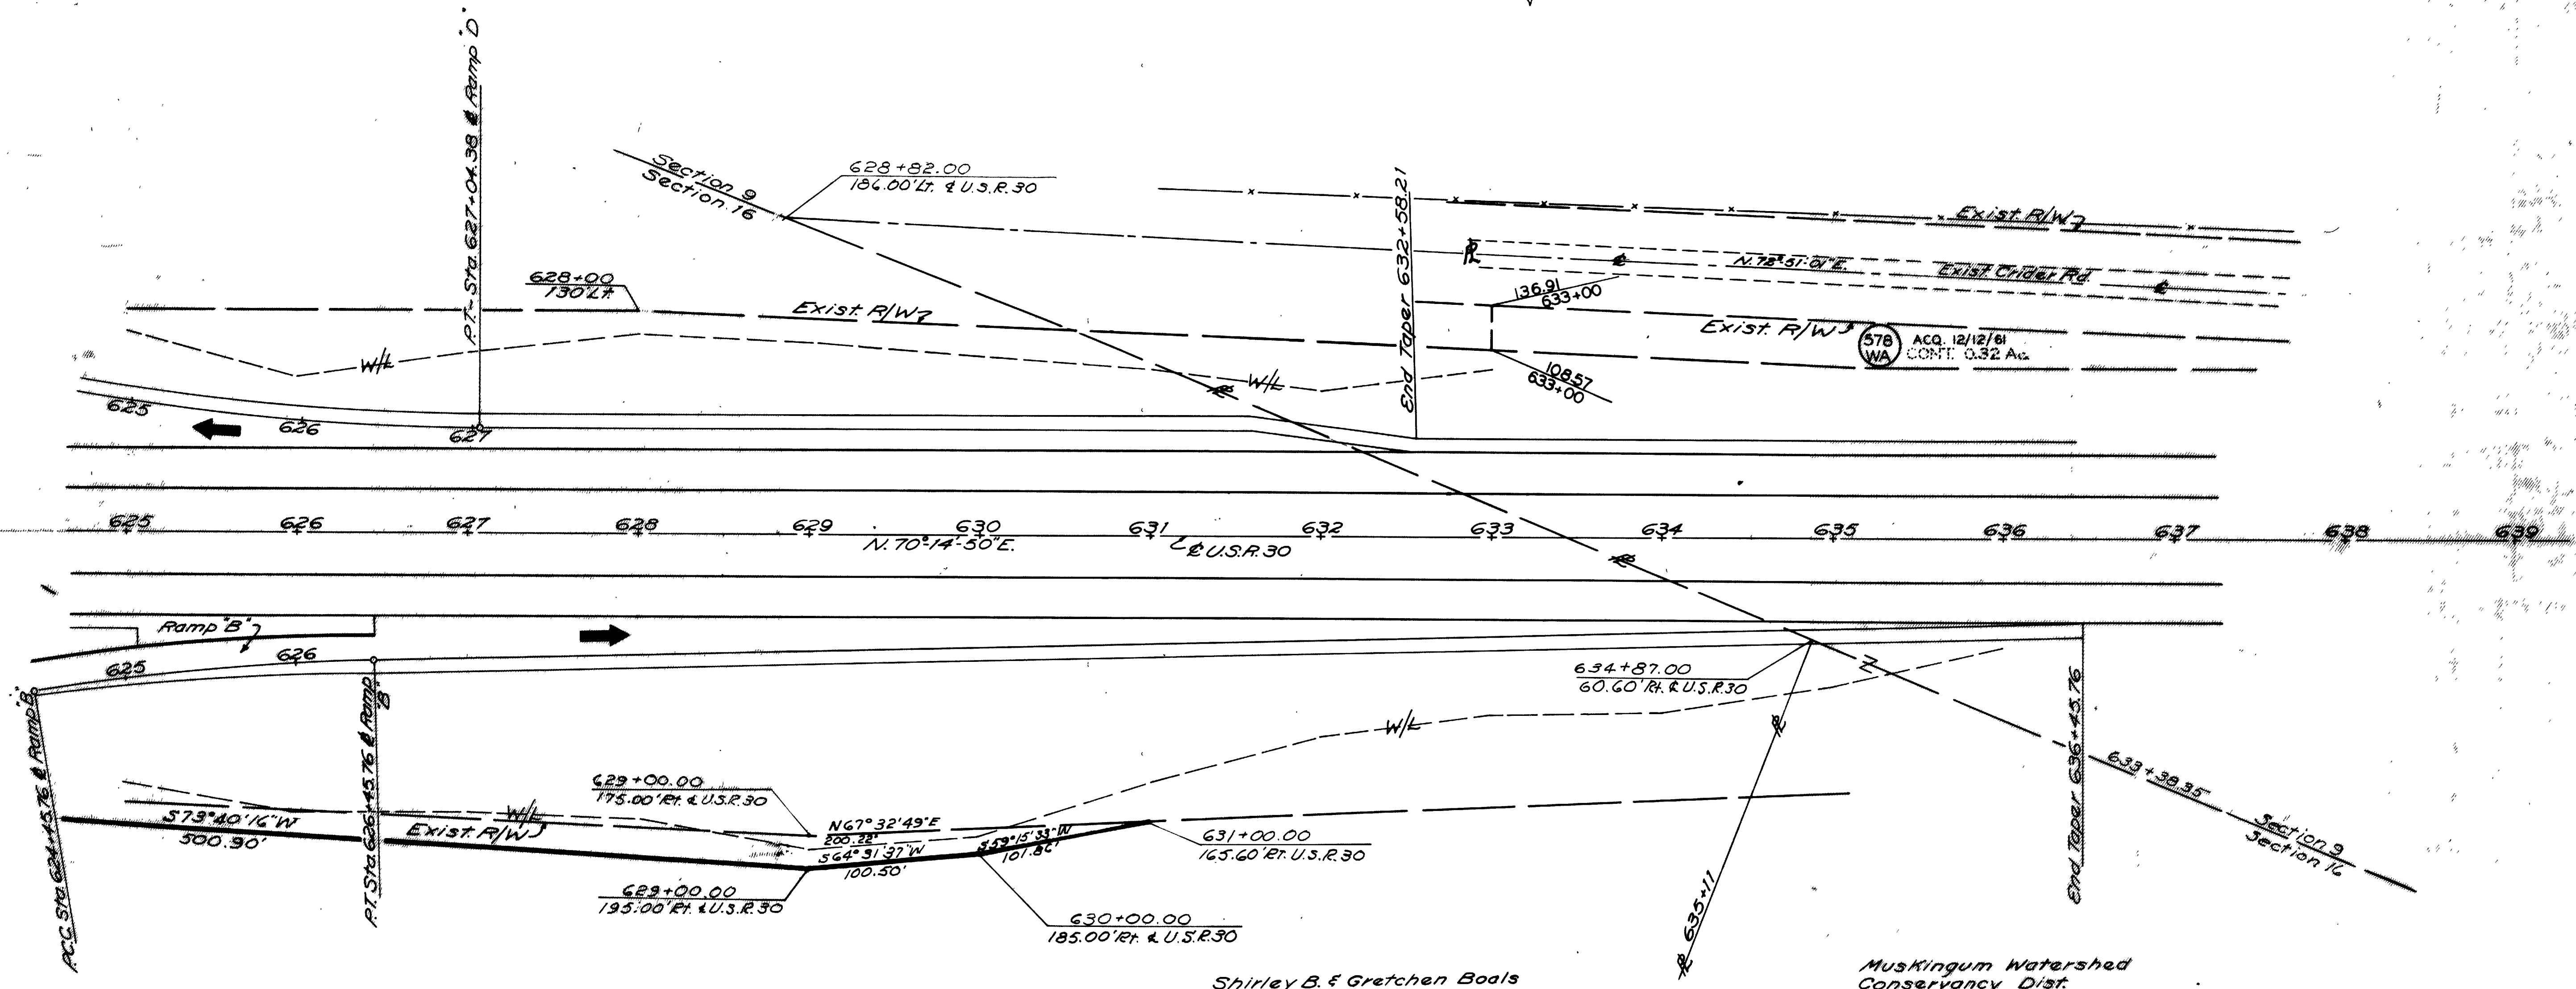 P.T.- Sta. 627+04.38 ℄ Ramp "D"
Section 9
Section 16
628+82.00
186.00' Lt. ℄ U.S.R. 30
End Taper 632+58.21
Exist. R/W
℄
N. 73°-51'-01" E.
Exist. Crider Rd.
℄
628+00
130' Lt.
Exist. R/W
136.91
633+00
Exist. R/W
578
WA
ACQ. 12/12/61
CONT. 0.32 Ac.
W/L
W/L
108.57
633+00
625
626
627
625
626
627
628
629
630
631
632
633
634
635
636
637
638
639
N. 70°-14'-50" E.
℄ U.S.R. 30
Ramp "B"
625
626
634+87.00
60.60' Rt. ℄ U.S.R. 30
P.C.C. Sta. 624+45.76 ℄ Ramp "B"
P.T. Sta. 626+45.76 ℄ Ramp "B"
W/L
End Taper 636+45.76
633+38.35
Section 9
Section 16
629+00.00
175.00' Rt. ℄ U.S.R. 30
S 73° 40' 16" W
500.90'
W/L
Exist. R/W
N 67° 32' 49" E
200.22'
S 64° 31' 37" W
100.50'
S 59° 15' 33" W
101.86'
631+00.00
165.60' RT. U.S.R. 30
629+00.00
195.00' Rt. ℄ U.S.R. 30
630+00.00
185.00' Rt. ℄ U.S.R. 30
635+11
Shirley B. & Gretchen Boals
Muskingum Watershed
Conservancy Dist.